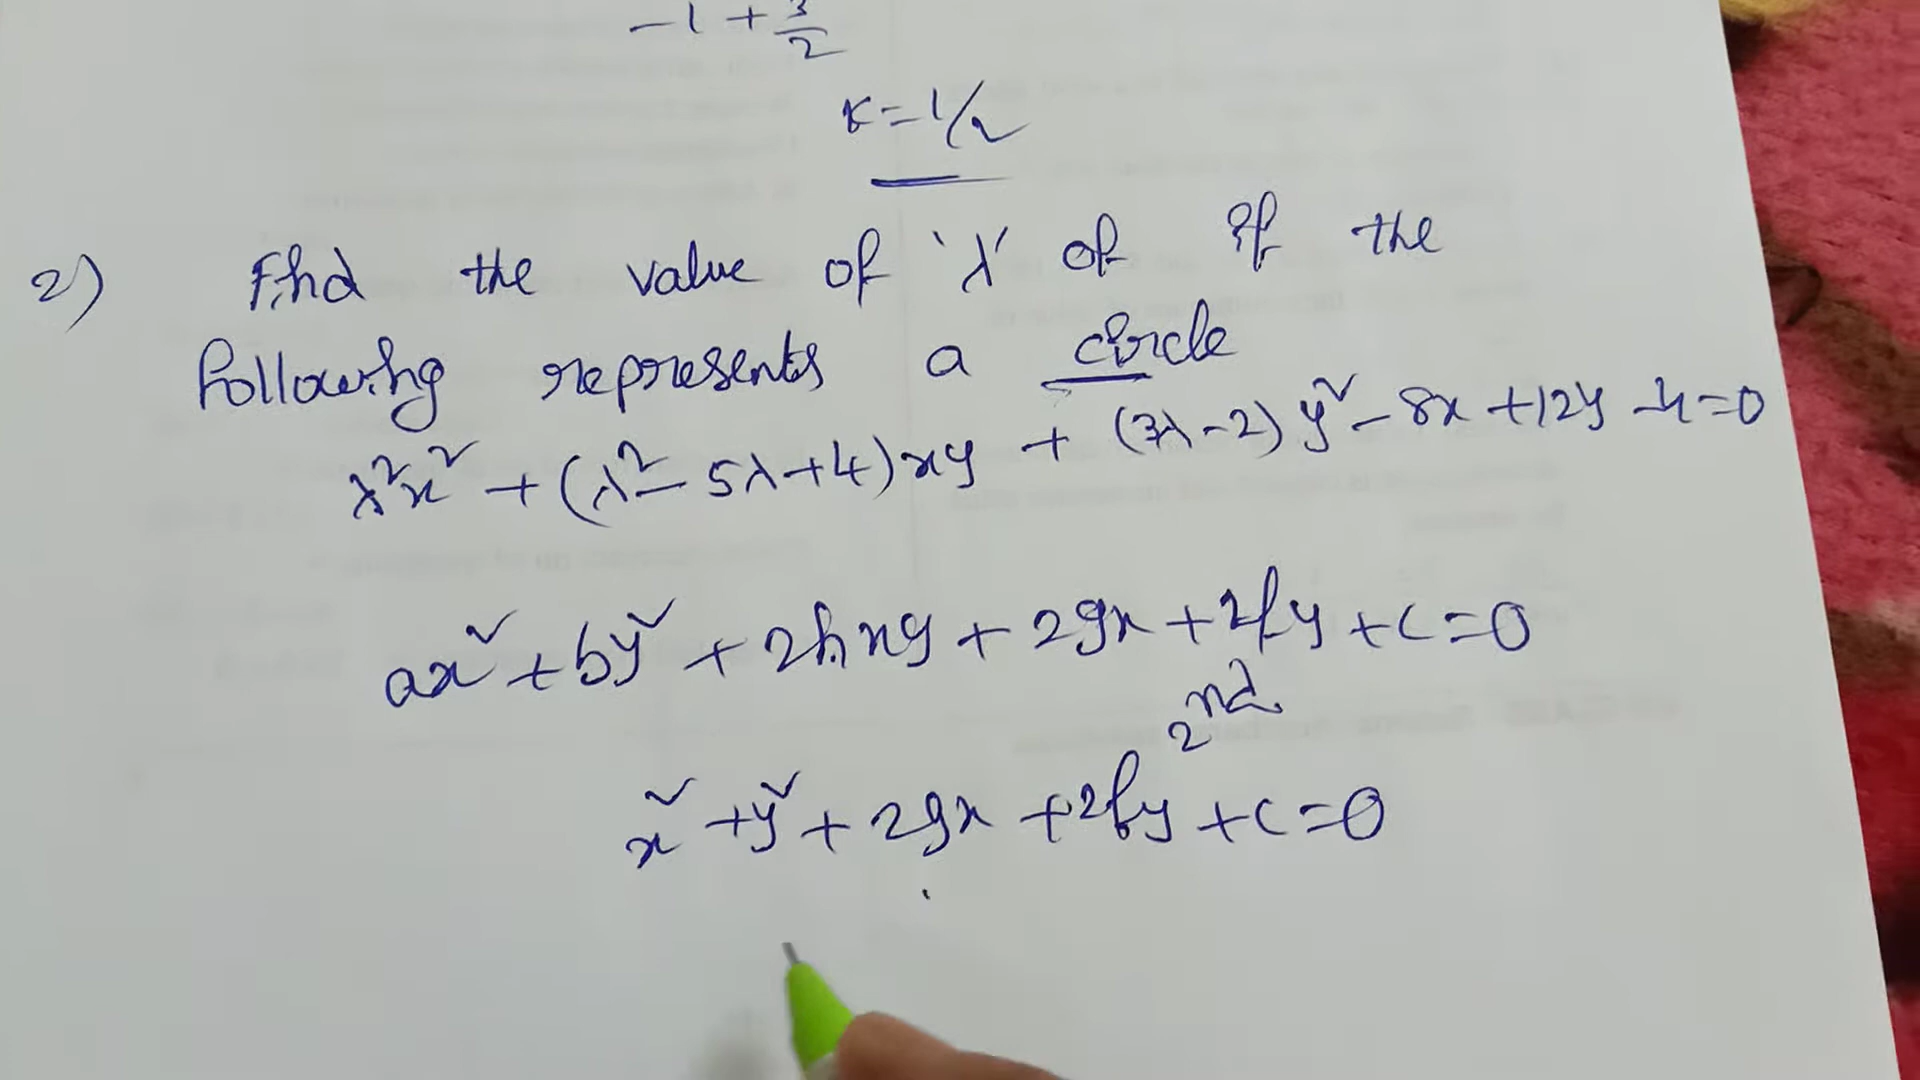 -1 + 3/2
K = 1/2
2) Find the value of 'λ' of if the
following represents a circle
λ²x² + (λ² - 5λ + 4)xy + (3λ - 2)y² - 8x + 12y - 4 = 0
ax² + by² + 2hxy + 2gx + 2fy + c = 0
2nd
x² + y² + 2gx + 2fy + c = 0